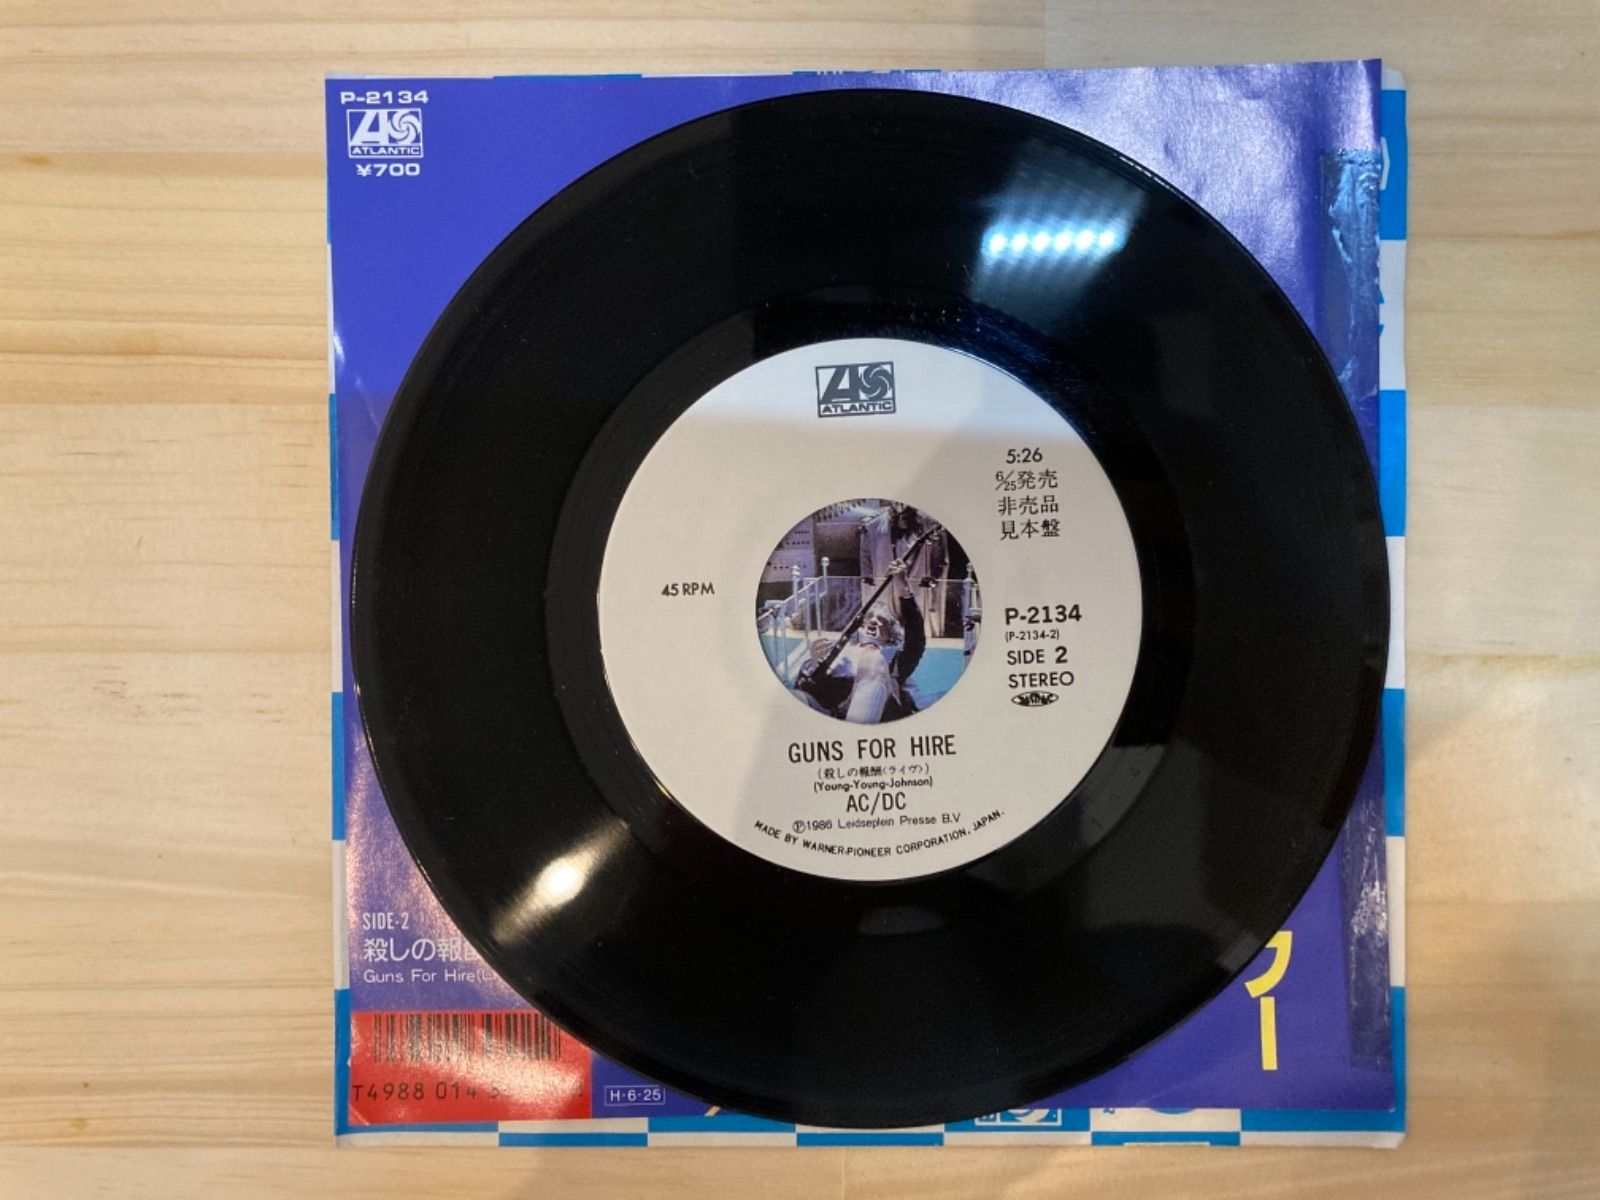 P-2134
ATLANTIC
¥700
ATLANTIC
5:26
6/25発売
非売品
見本盤
45 RPM
P-2134
(P-2134-2)
SIDE 2
STEREO
GUNS FOR HIRE
(殺しの報酬〈ライヴ〉)
(Young-Young-Johnson)
AC/DC
Ⓟ1986 Leidseplein Presse B.V
MADE BY WARNER-PIONEER CORPORATION, JAPAN.
SIDE-2
殺しの報酬
Guns For Hire(L
ー
T4988 014
H-6-25